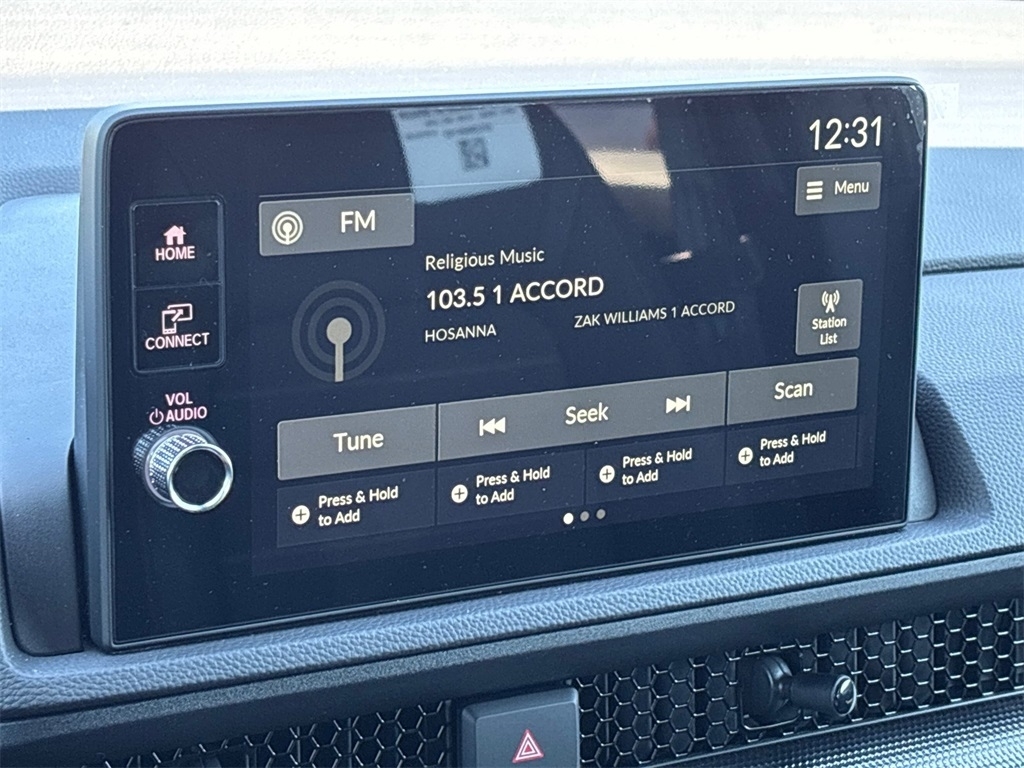 12:31
Menu
FM
HOME
Religious Music
103.5 1 ACCORD
HOSANNA
ZAK WILLIAMS 1 ACCORD
CONNECT
Station
List
VOL
AUDIO
Tune
Seek
Scan
Press & Hold
to Add
Press & Hold
to Add
Press & Hold
to Add
Press & Hold
to Add